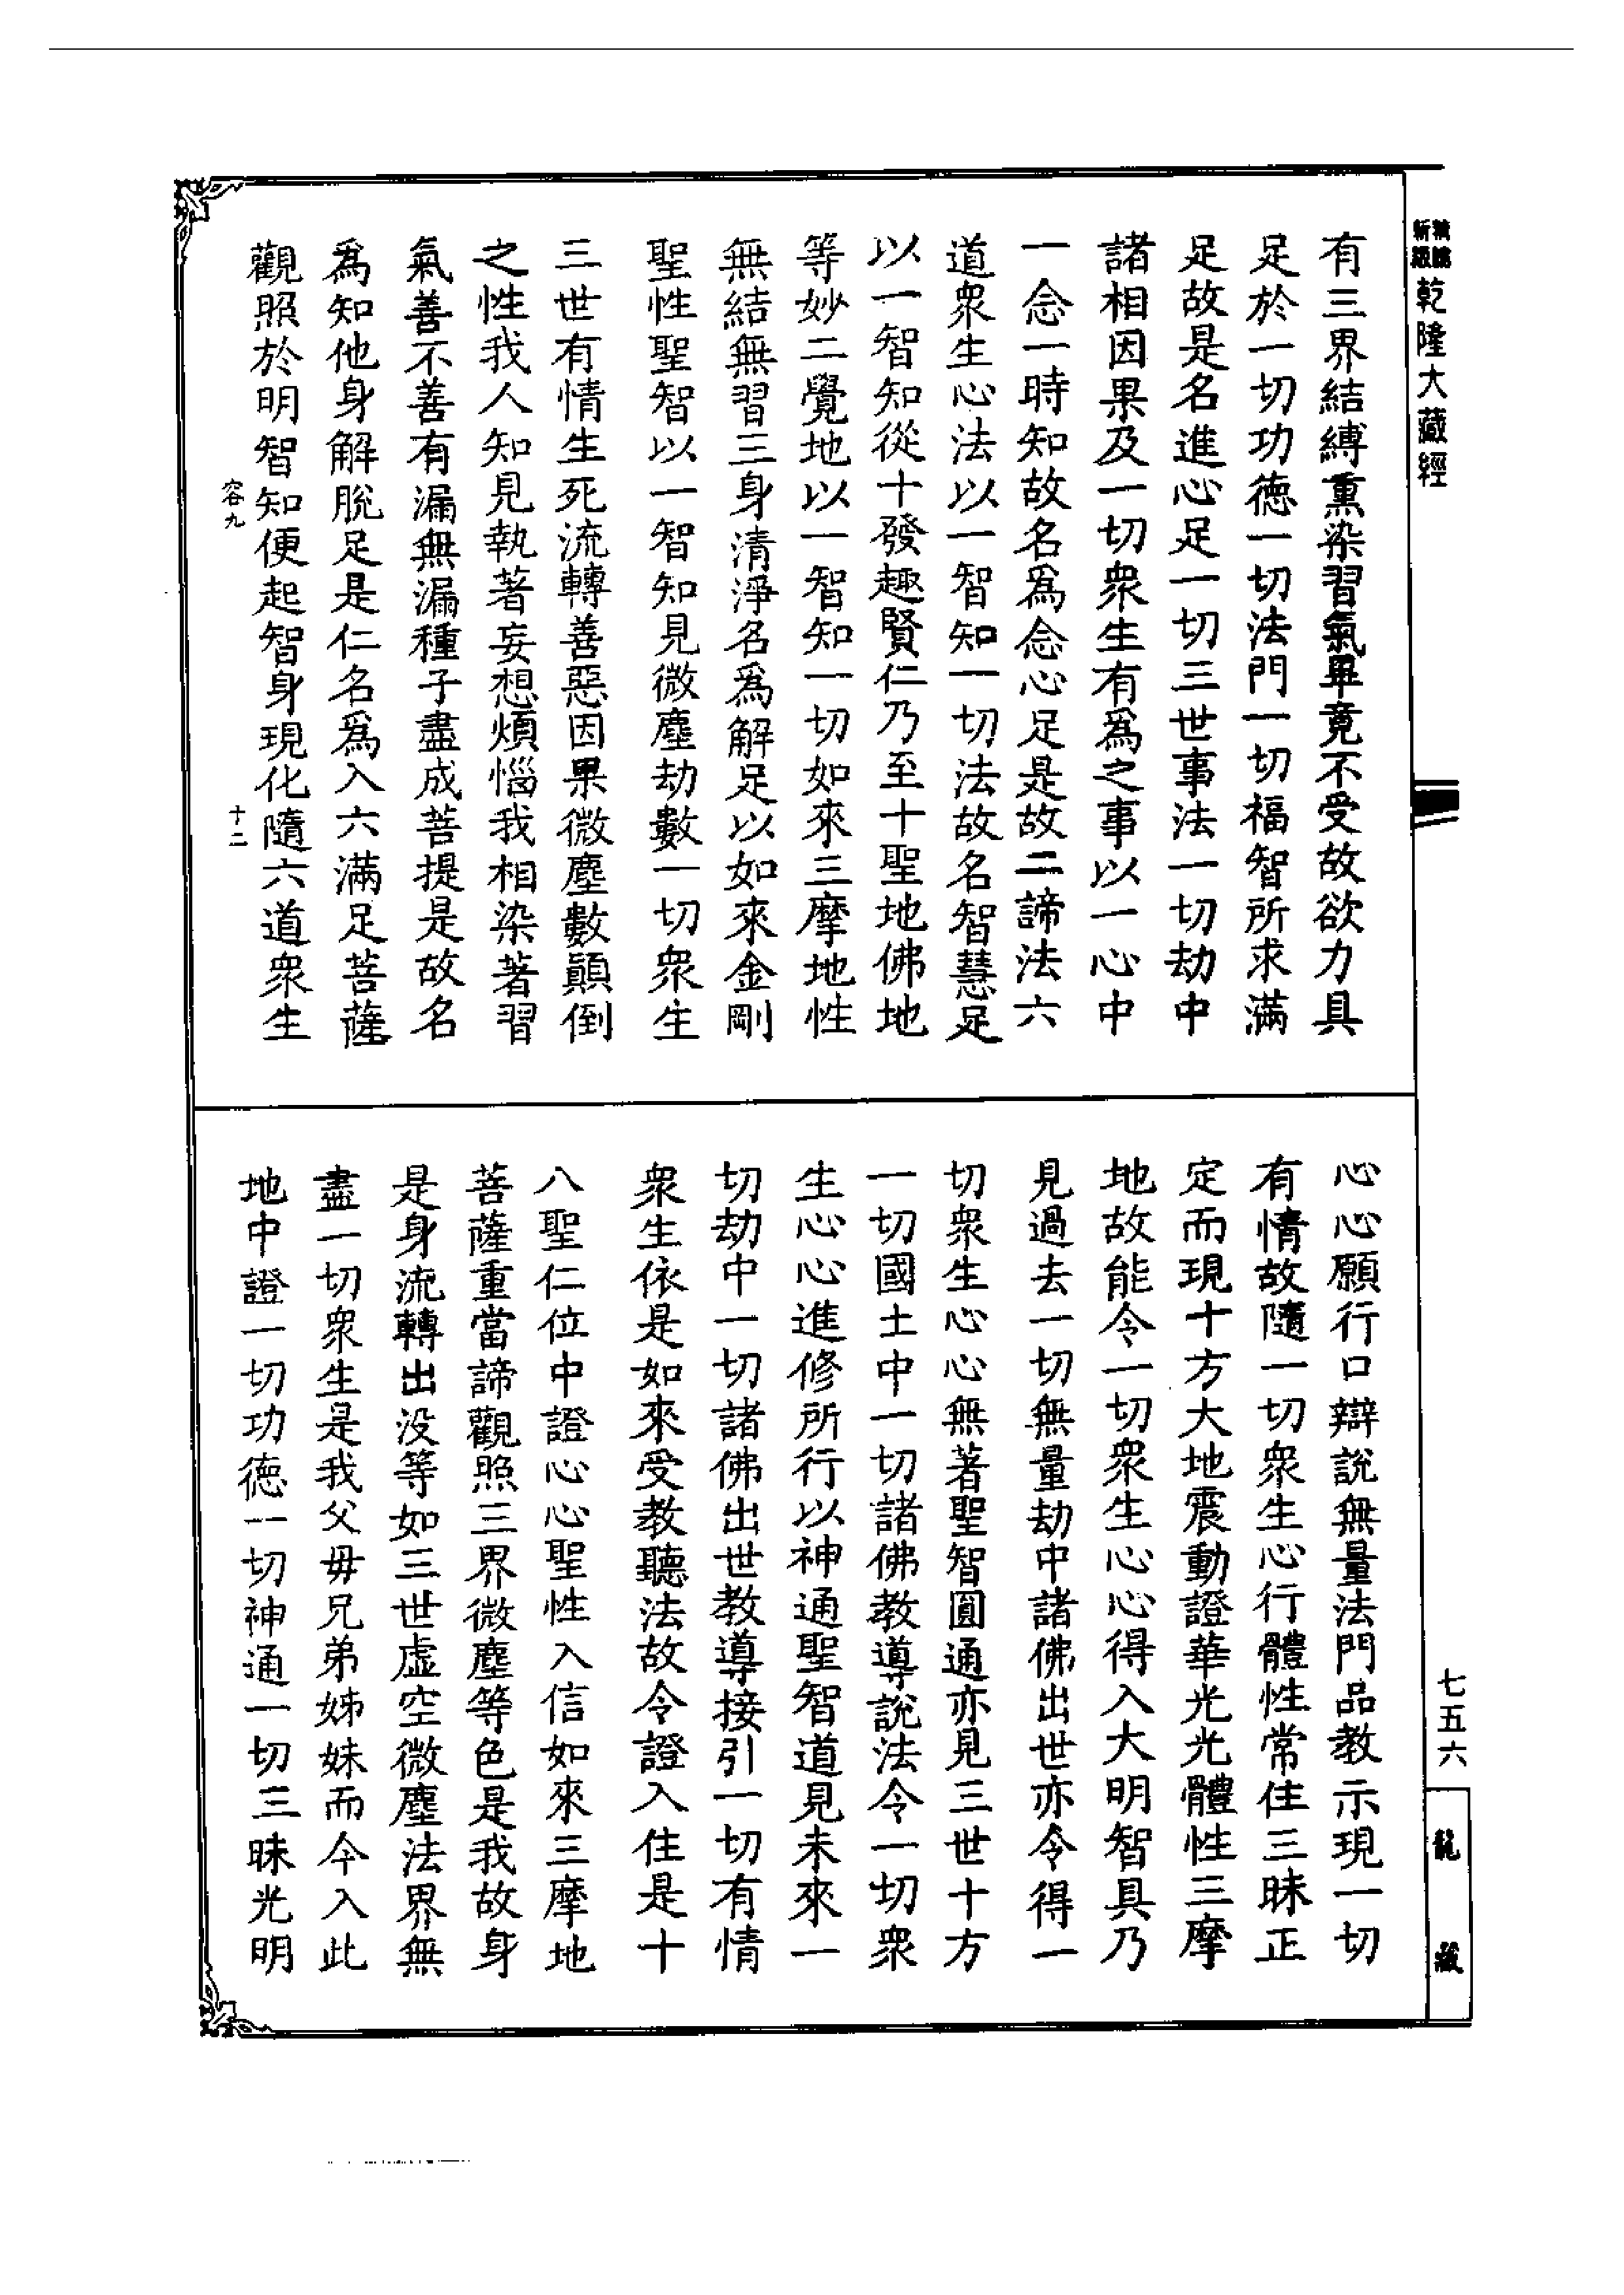 乾隆大藏經
有三界結縛熏染習氣畢竟不受故欲力具
足於一切功德一切法門一切福智所求滿
足故是名進心足一切三世事法一切劫中
諸相因果及一切衆生有爲之事以一心中
一念一時知故名爲念心足是故二諦法六
道衆生心法以一智知一切法故名智慧足
以一智知從十發趣賢仁乃至十聖地佛地
等妙二覺地以一智知一切如來三摩地性
無結無習三身清淨名爲解足以如來金剛
聖性聖智以一智知見微塵劫數一切衆生
三世有情生死流轉善惡因果微塵數顚倒
之性我人知見執著妄想煩惱我相染著習
氣善不善有漏無漏種子盡成菩提是故名
爲知他身解脫足是仁名爲入六滿足菩薩
觀照於明智知便起智身現化隨六道衆生
容九
十二
心心願行口辯說無量法門品教示現一切
有情故隨一切衆生心行體性常住三昧正
定而現十方大地震動證華光光體性三摩
地故能令一切衆生心心得入大明智具乃
見過去一切無量劫中諸佛出世亦令得一
切衆生心心無著聖智圓通亦見三世十方
一切國土中一切諸佛教導說法令一切衆
生心心進修所行以神通聖智道見未來一
切劫中一切諸佛出世教導接引一切有情
衆生依是如來受教聽法故令證入住是十
八聖仁位中證心心聖性入信如來三摩地
菩薩重當諦觀照三界微塵等色是我故身
是身流轉出没等如三世虛空微塵法界無
盡一切衆生是我父毋兄弟姊妹而今入此
地中證一切功德一切神通一切三昧光明
七五六
龍藏